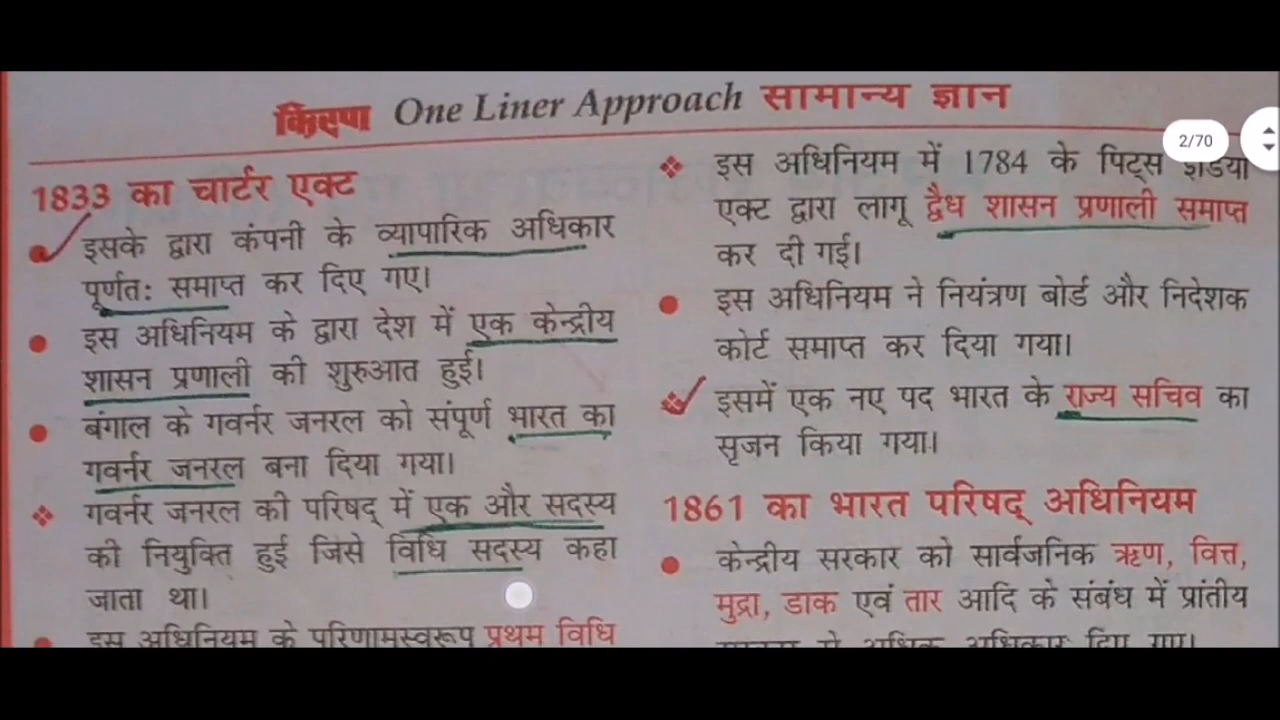 किरण One Liner Approach सामान्य ज्ञान
2/70
1833 का चार्टर एक्ट
इसके द्वारा कंपनी के व्यापारिक अधिकार
पूर्णतः समाप्त कर दिए गए।
इस अधिनियम के द्वारा देश में एक केन्द्रीय
शासन प्रणाली की शुरुआत हुई।
बंगाल के गवर्नर जनरल को संपूर्ण भारत का
गवर्नर जनरल बना दिया गया।
गवर्नर जनरल की परिषद् में एक और सदस्य
की नियुक्ति हुई जिसे विधि सदस्य कहा
जाता था।
इस अधिनियम के परिणामस्वरूप प्रथम विधि
इस अधिनियम में 1784 के पिट्स इंडिया
एक्ट द्वारा लागू द्वैध शासन प्रणाली समाप्त
कर दी गई।
इस अधिनियम ने नियंत्रण बोर्ड और निदेशक
कोर्ट समाप्त कर दिया गया।
इसमें एक नए पद भारत के राज्य सचिव का
सृजन किया गया।
1861 का भारत परिषद् अधिनियम
केन्द्रीय सरकार को सार्वजनिक ऋण, वित्त,
मुद्रा, डाक एवं तार आदि के संबंध में प्रांतीय
से अधिक अधिकार दिए गए।